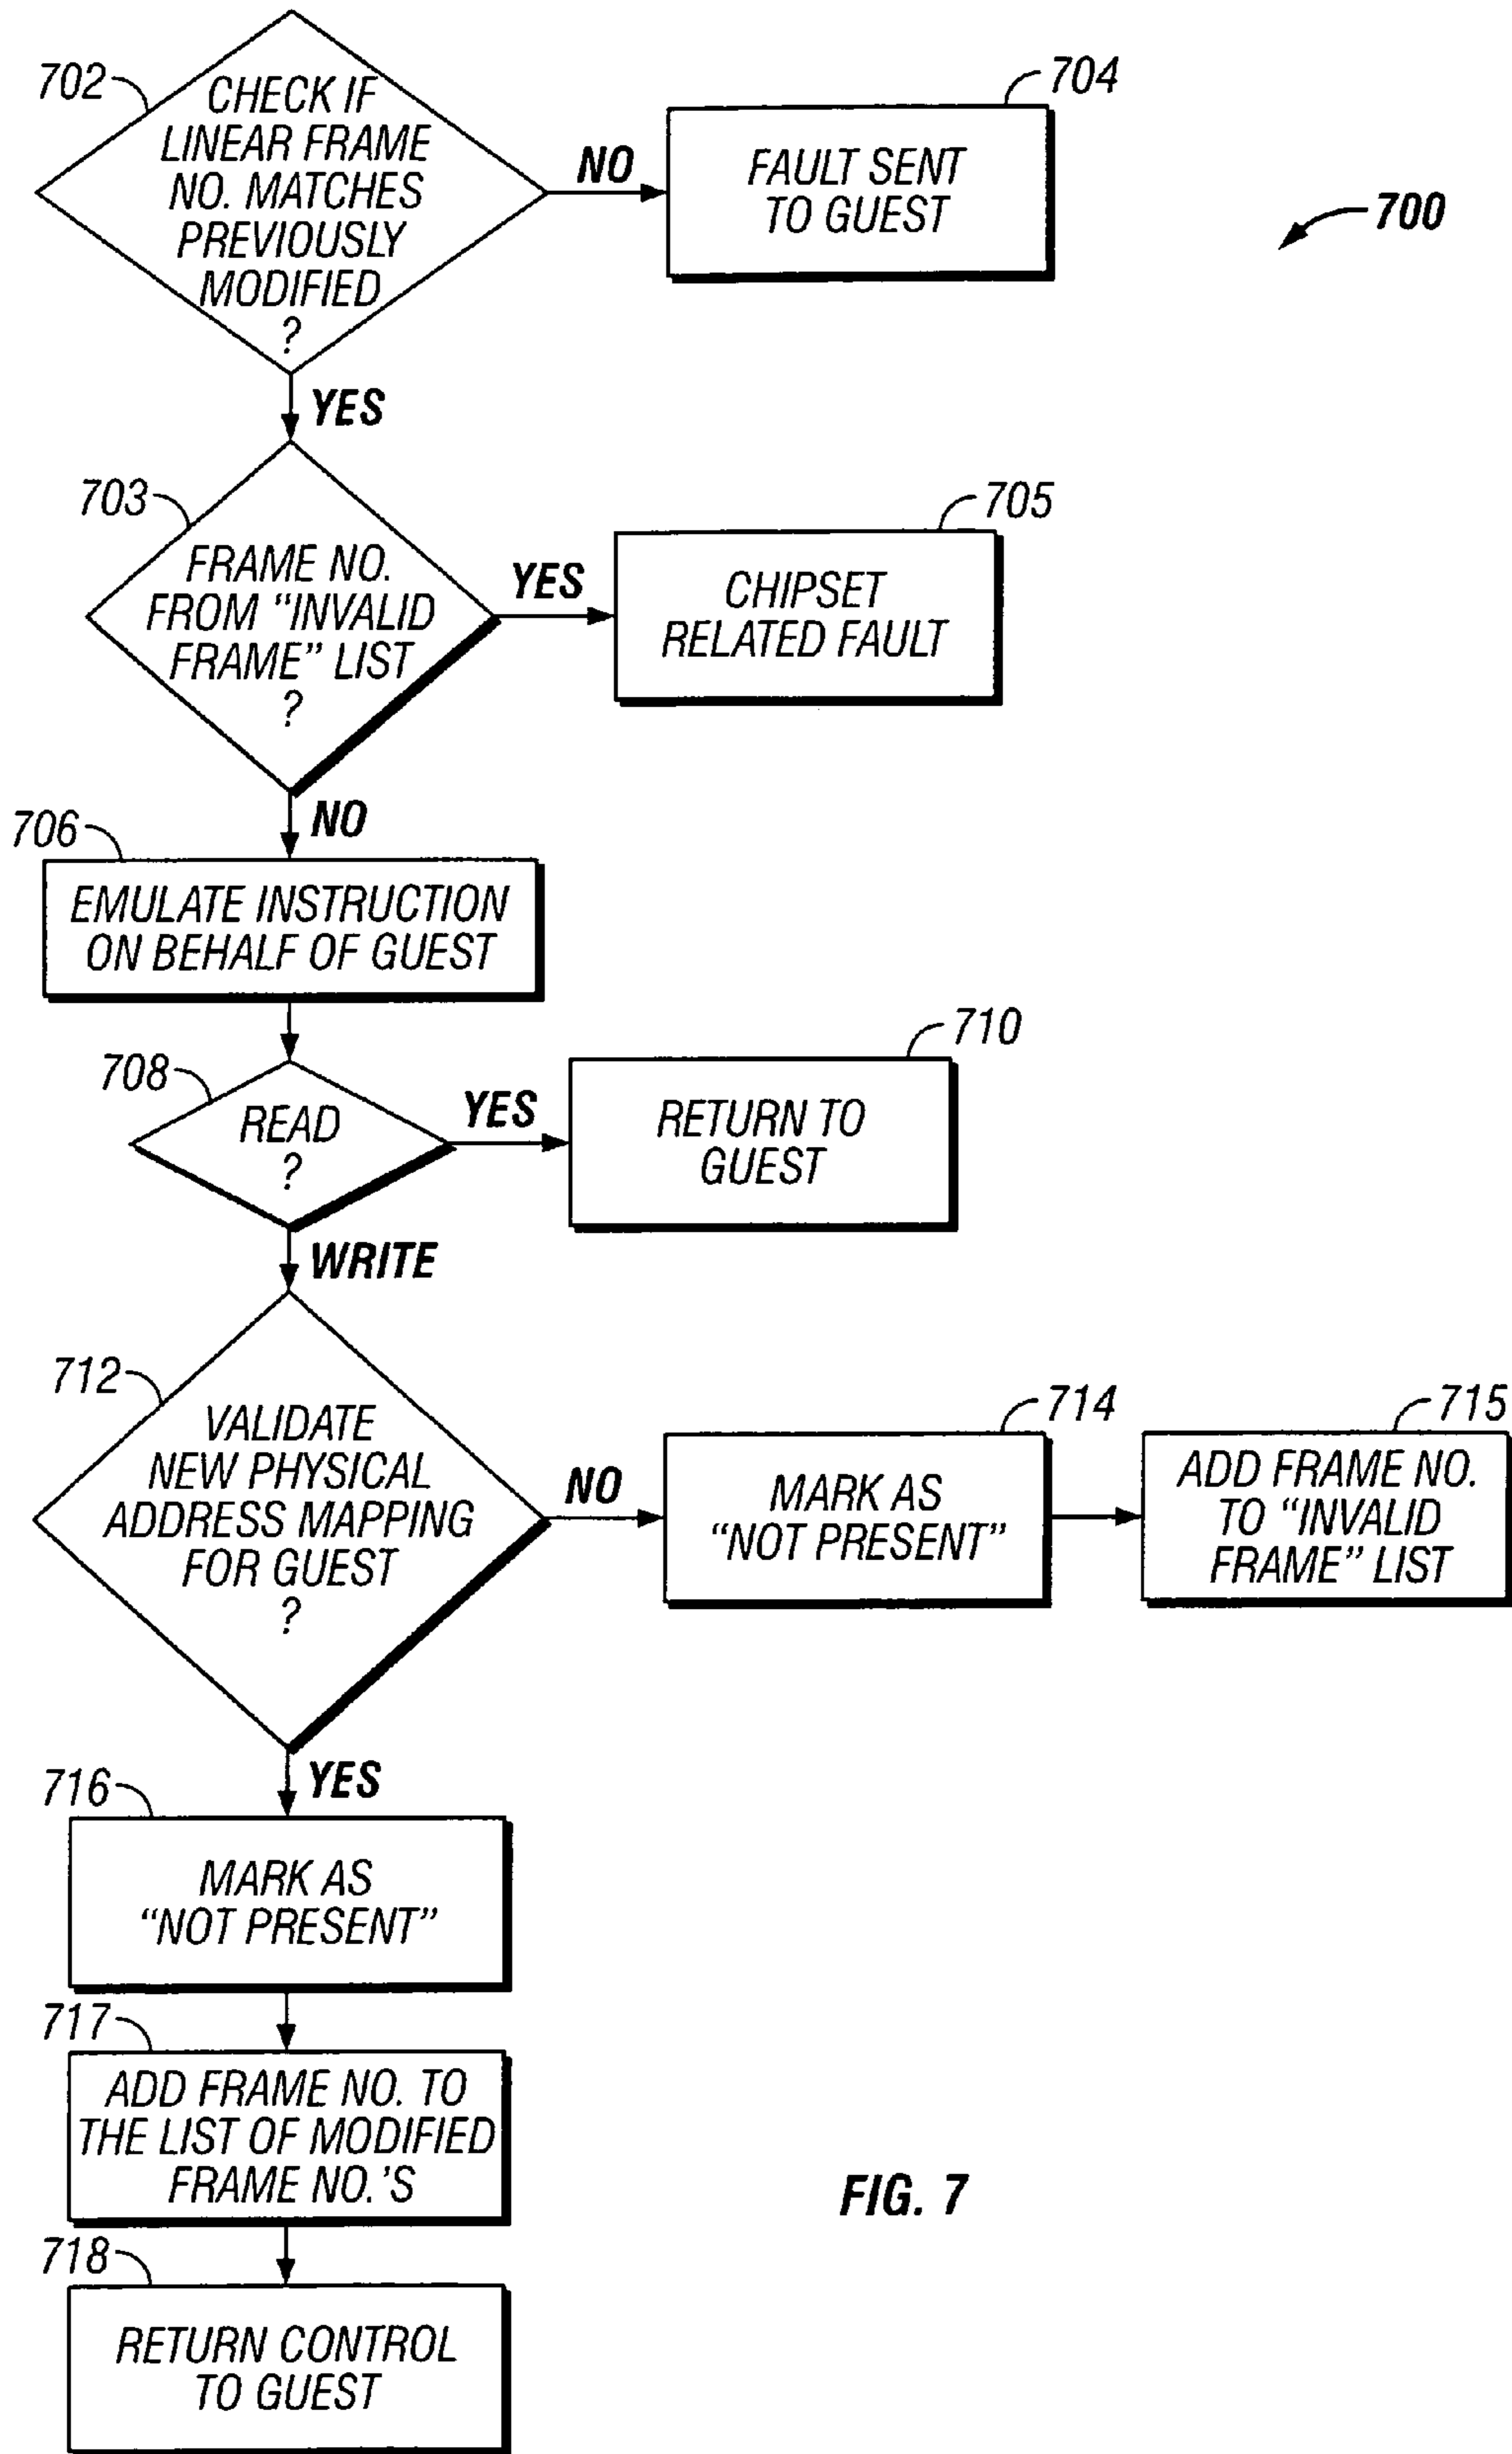 702
CHECK IF
LINEAR FRAME
NO. MATCHES
PREVIOUSLY
MODIFIED
?
NO
704
FAULT SENT
TO GUEST
700
YES
703
FRAME NO.
FROM “INVALID
FRAME” LIST
?
YES
705
CHIPSET
RELATED FAULT
NO
706
EMULATE INSTRUCTION
ON BEHALF OF GUEST
708
READ
?
YES
710
RETURN TO
GUEST
WRITE
712
VALIDATE
NEW PHYSICAL
ADDRESS MAPPING
FOR GUEST
?
NO
714
MARK AS
“NOT PRESENT”
715
ADD FRAME NO.
TO “INVALID
FRAME” LIST
YES
716
MARK AS
“NOT PRESENT”
717
ADD FRAME NO. TO
THE LIST OF MODIFIED
FRAME NO.'S
718
RETURN CONTROL
TO GUEST
FIG. 7